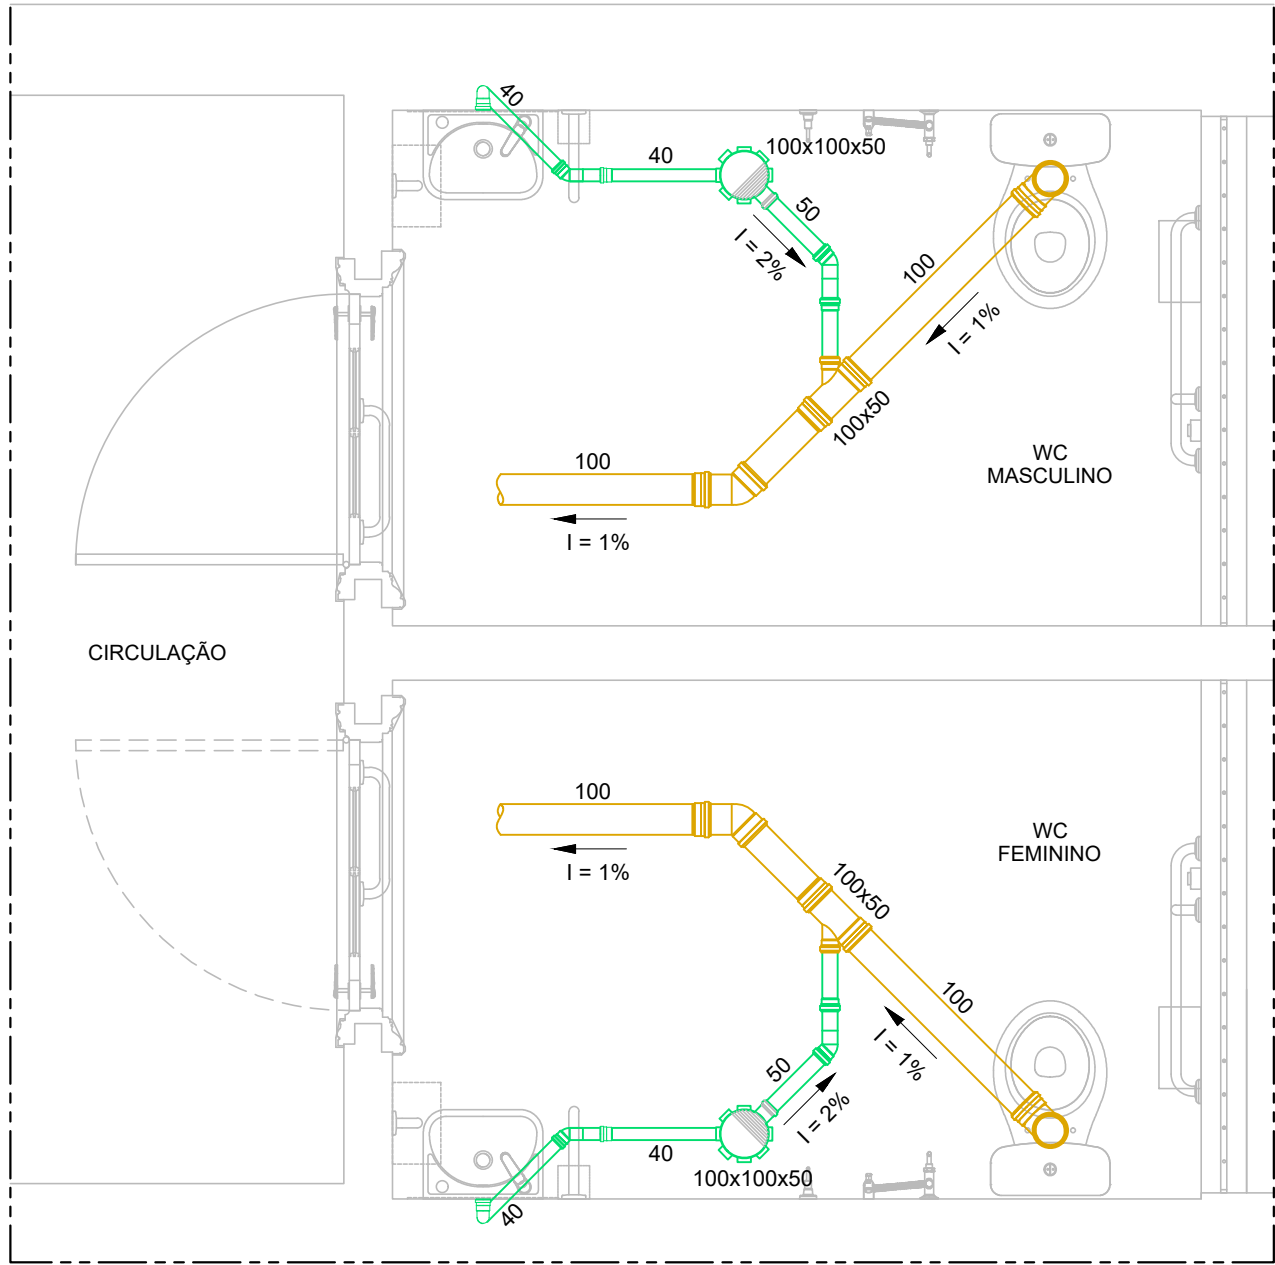 40
40
100x100x50
50
I = 2%
100
I = 1%
100x50
100
I = 1%
WC
MASCULINO
CIRCULAÇÃO
100
I = 1%
WC
FEMININO
100x50
100
I = 1%
50
I = 2%
40
100x100x50
40